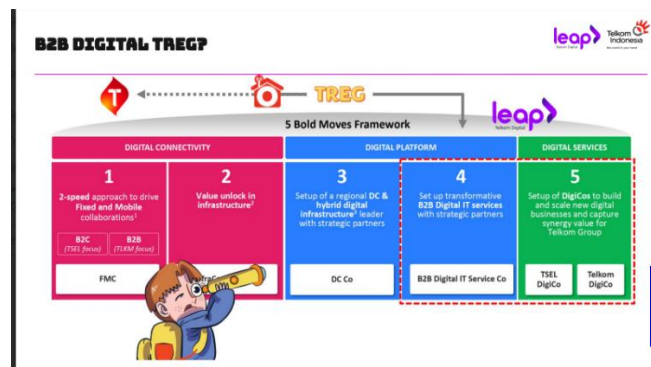 B2B DIGITAL TREG?
leap
Telkom Digital
Telkom
Indonesia
TREG
leap
Telkom Digital
5 Bold Moves Framework
DIGITAL CONNECTIVITY
DIGITAL PLATFORM
DIGITAL SERVICES
1
2-speed approach to drive
Fixed and Mobile
collaborations¹
B2C
(TSEL focus)
B2B
(TLKM focus)
FMC
2
Value unlock in
infrastructure²
3
Setup of a regional DC &
hybrid digital
infrastructure³ leader
with strategic partners
DC Co
4
Set up transformative
B2B Digital IT services
with strategic partners
B2B Digital IT Service Co
5
Setup of DigiCos to build
and scale new digital
businesses and capture
synergy value for
Telkom Group
TSEL
DigiCo
Telkom
DigiCo